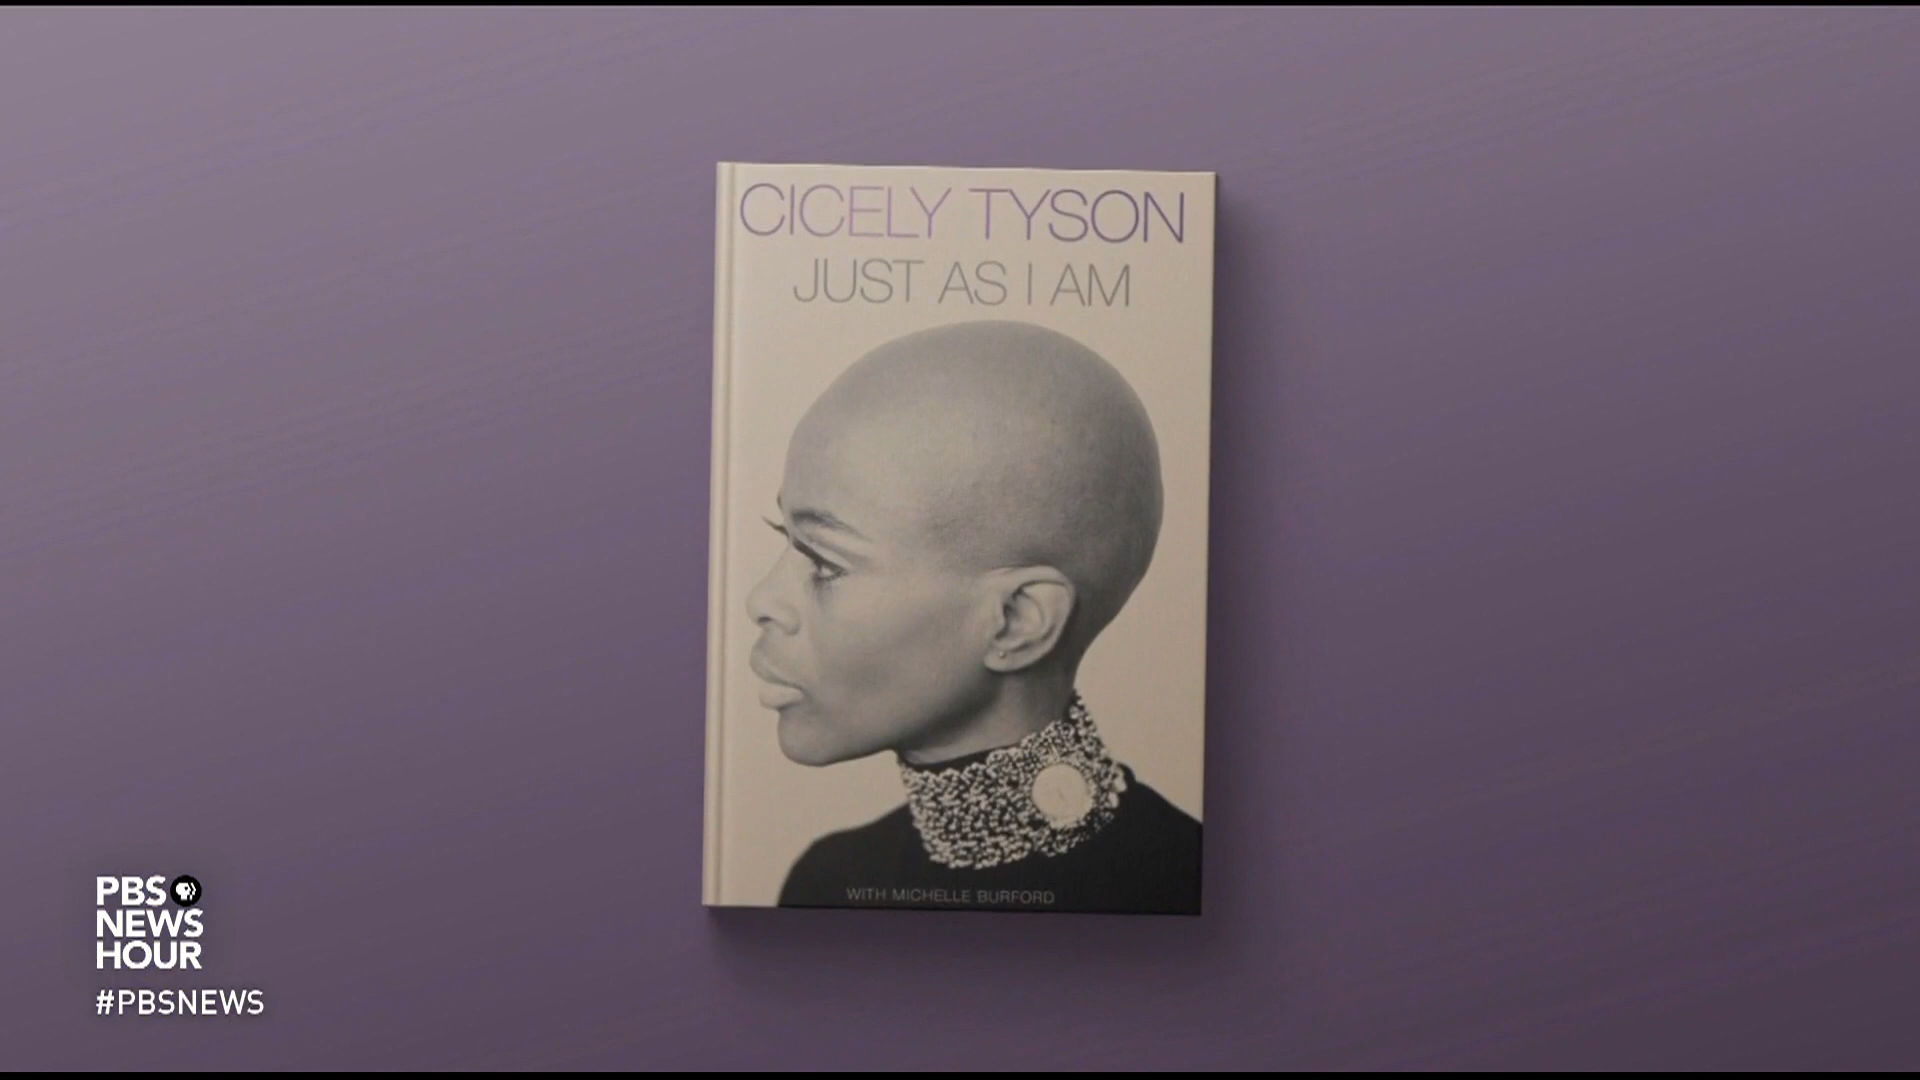 CICELY TYSON
JUST AS I AM
WITH MICHELLE BURFORD
PBS
NEWS
HOUR
#PBSNEWS